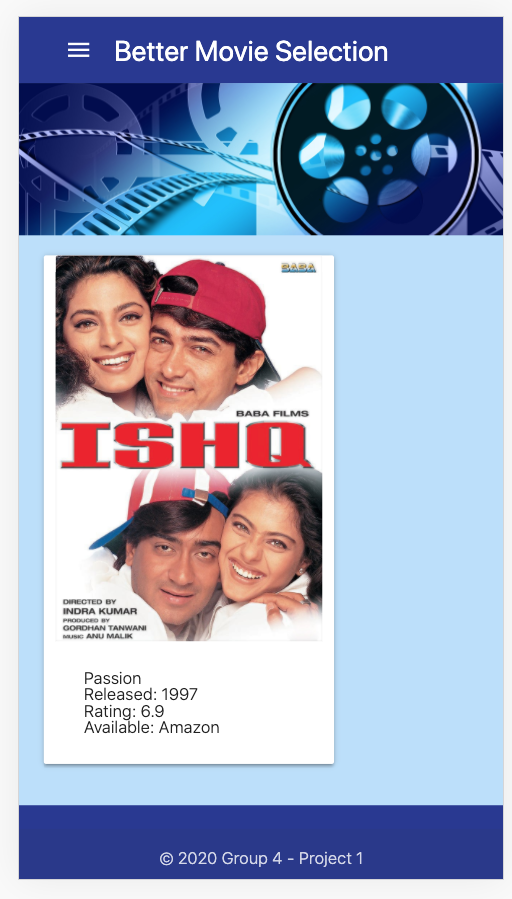 Better Movie Selection
BABA
BABA FILMS
ISHQ
DIRECTED BY
INDRA KUMAR
PRODUCED BY
GORDHAN TANWANI
MUSIC ANU MALIK
Passion
Released: 1997
Rating: 6.9
Available: Amazon
© 2020 Group 4 - Project 1